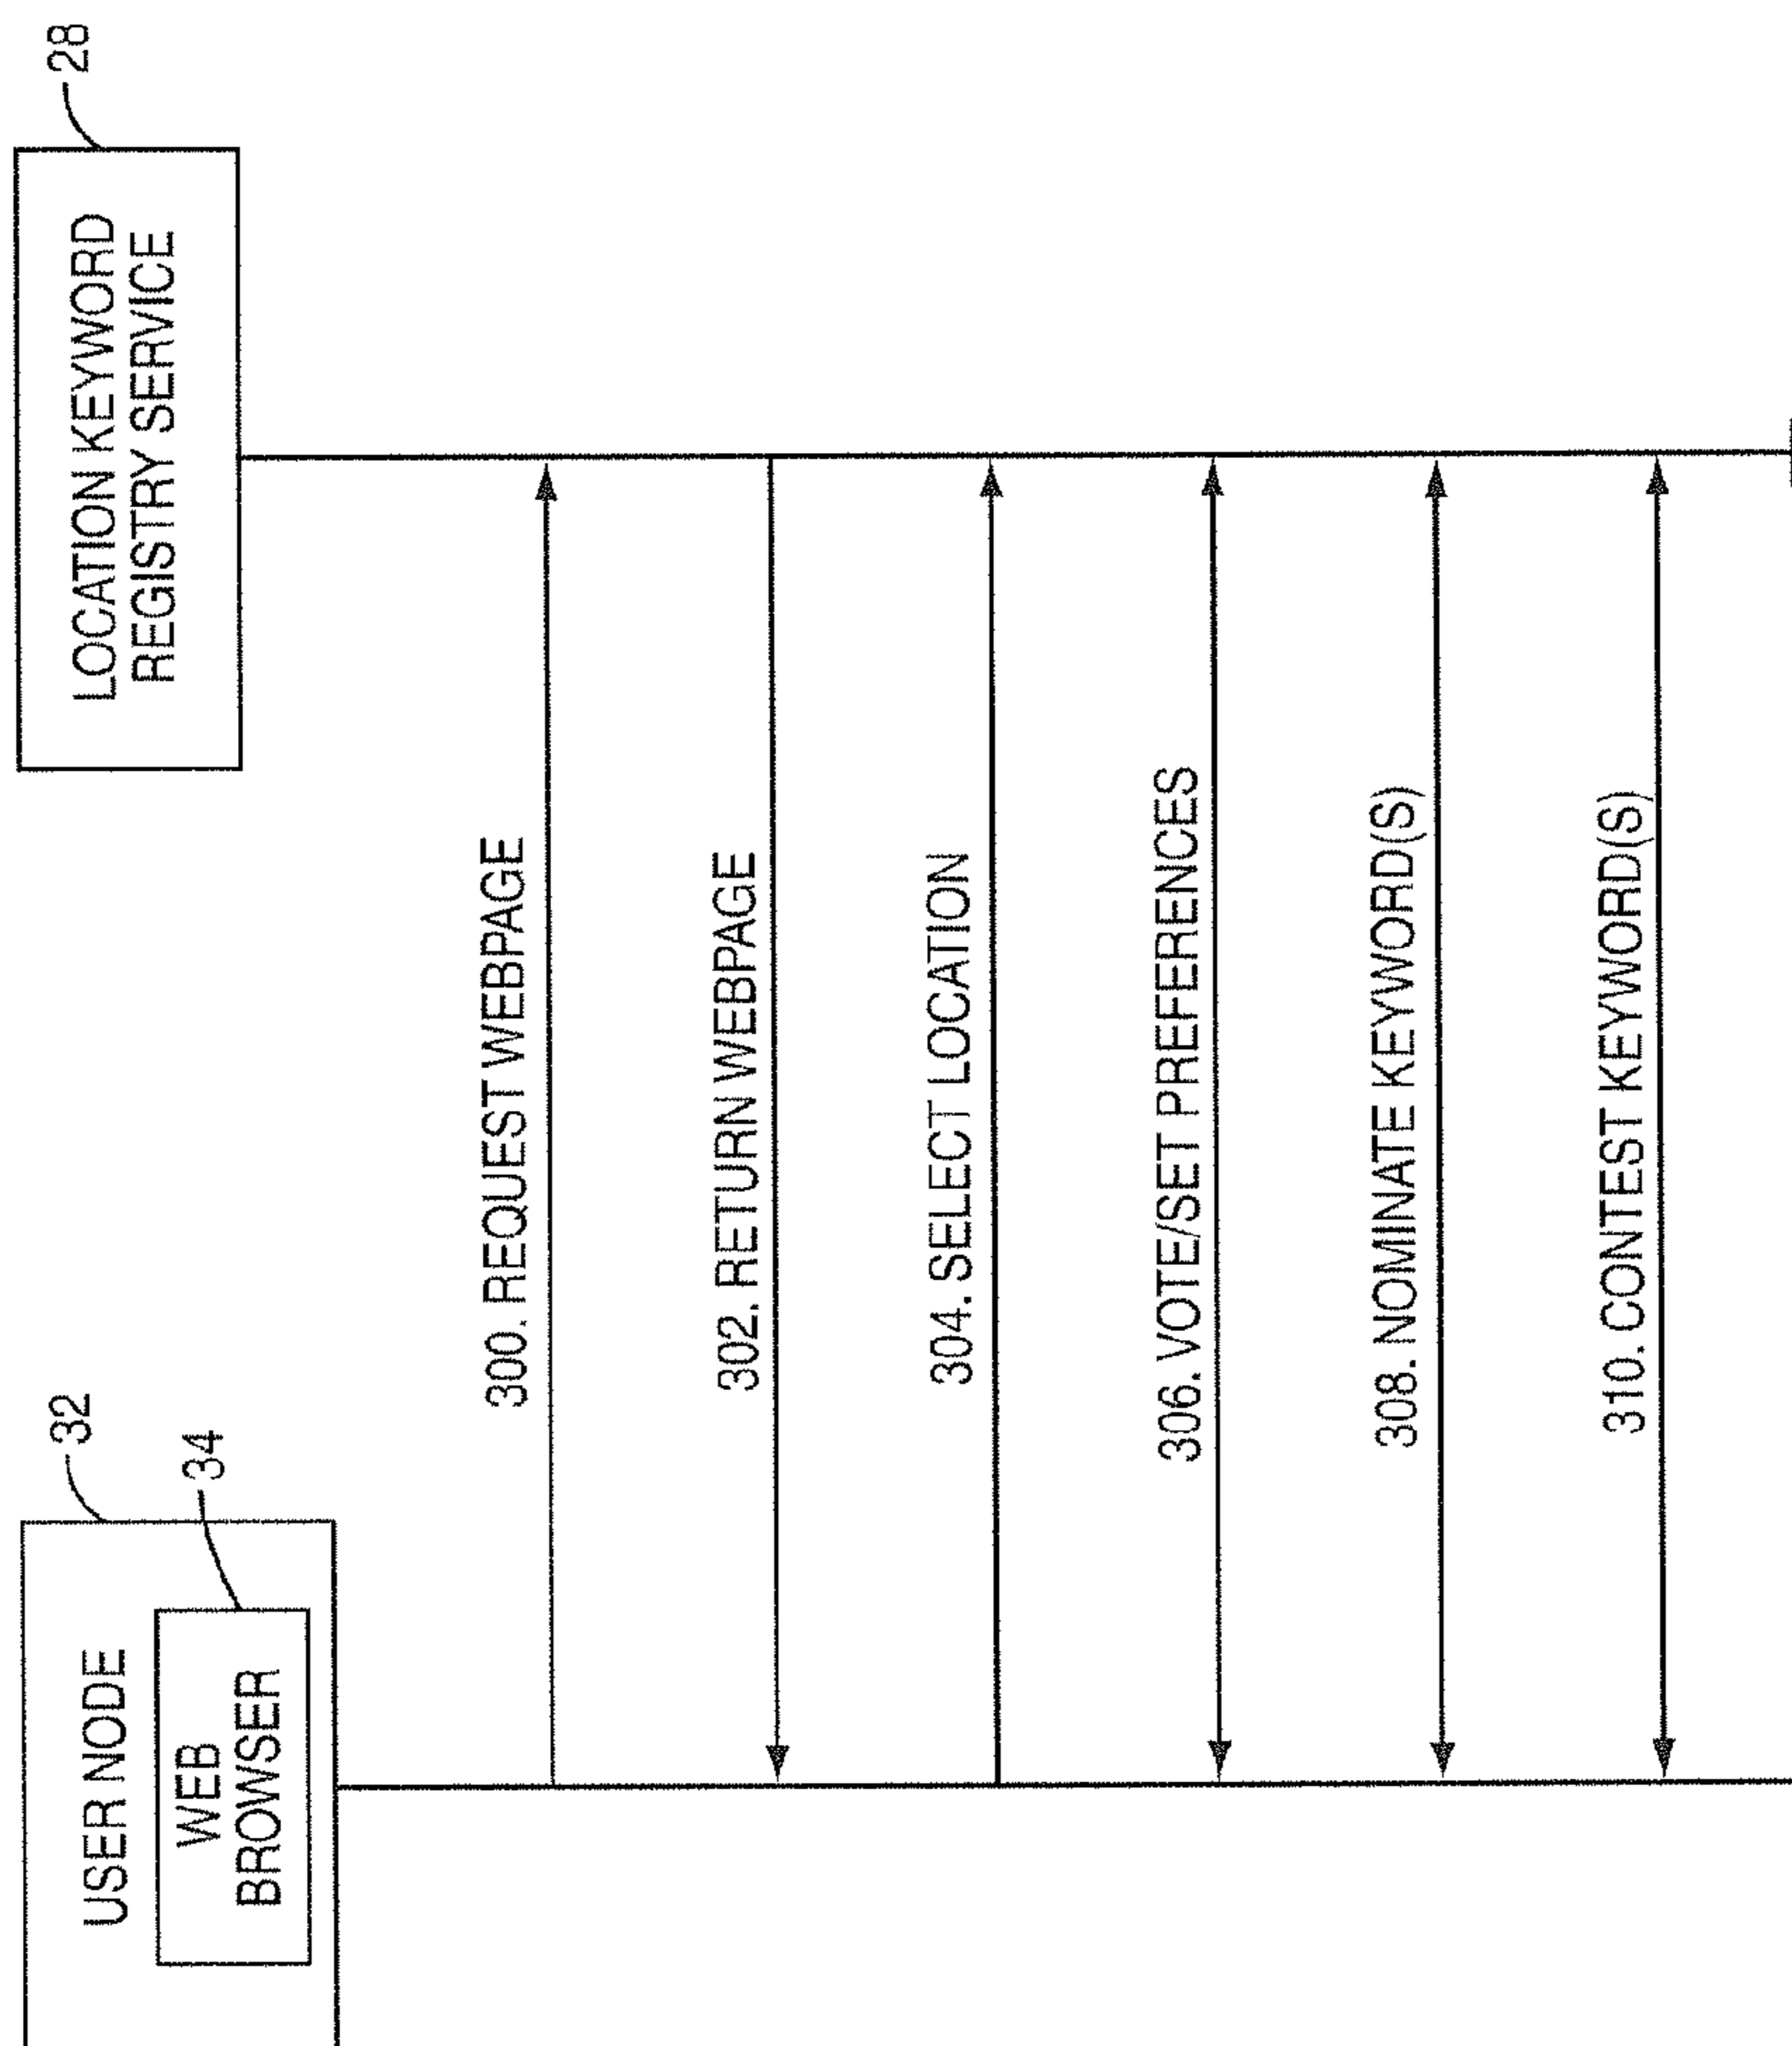 32
USER NODE
34
WEB
BROWSER
28
LOCATION KEYWORD
REGISTRY SERVICE
300. REQUEST WEBPAGE
302. RETURN WEBPAGE
304. SELECT LOCATION
306. VOTE/SET PREFERENCES
308. NOMINATE KEYWORD(S)
310. CONTEST KEYWORD(S)